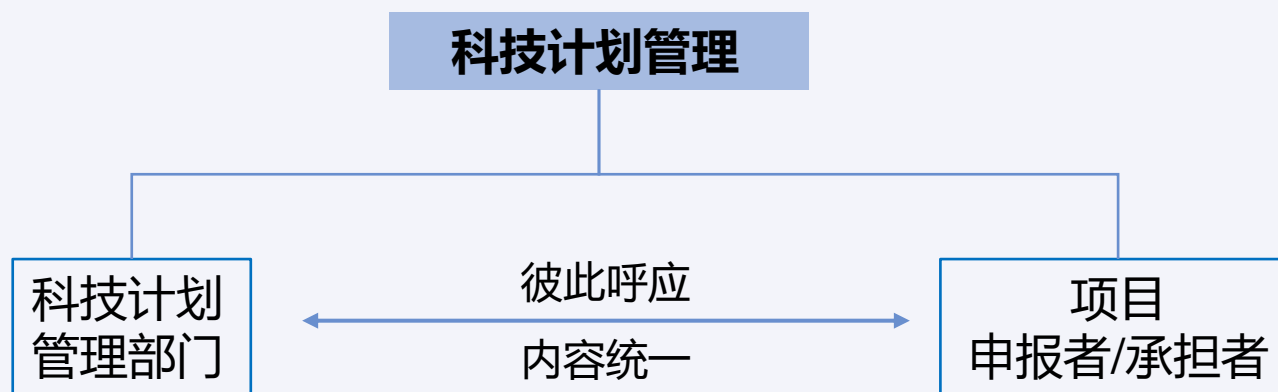 科技计划管理
科技计划
管理部门
彼此呼应
内容统一
项目
申报者/承担者